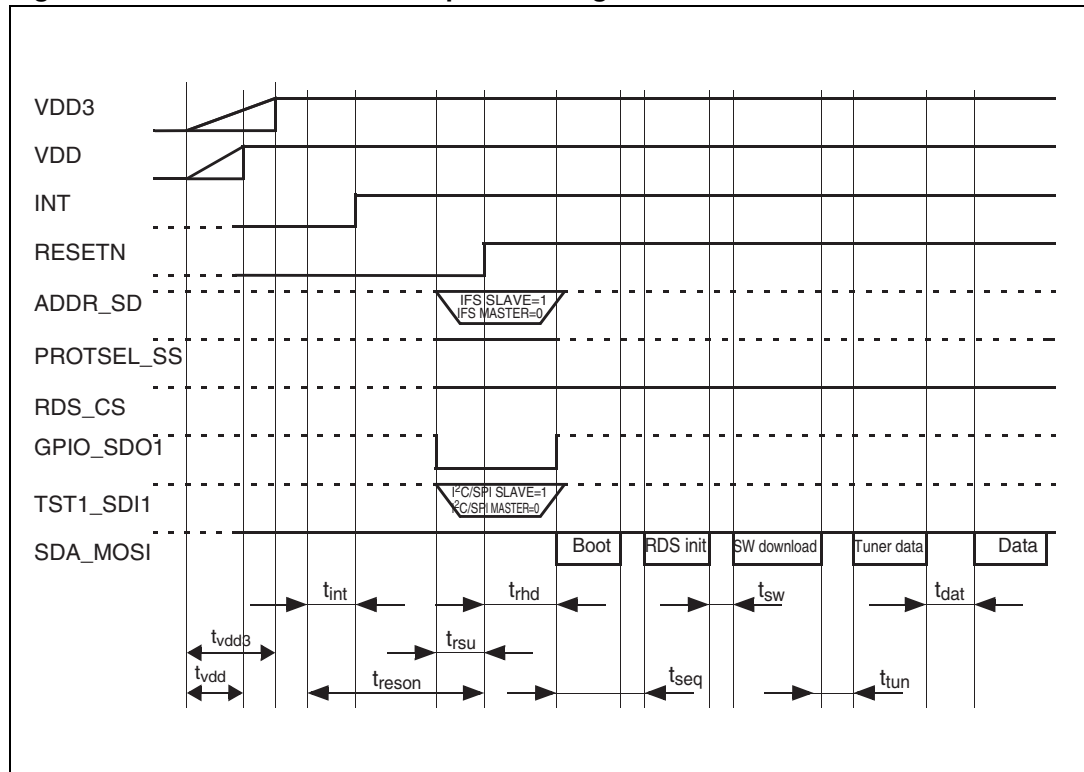 VDD3
VDD
INT
RESETN
ADDR_SD
IFS SLAVE=1
IFS MASTER=0
PROTSEL_SS
RDS_CS
GPIO_SDO1
TST1_SDI1
I²C/SPI SLAVE=1
I²C/SPI MASTER=0
SDA_MOSI
Boot
RDS init
SW download
Tuner data
Data
tint
trhd
tsw
tdat
tvdd3
trsu
tvdd
treson
tseq
ttun